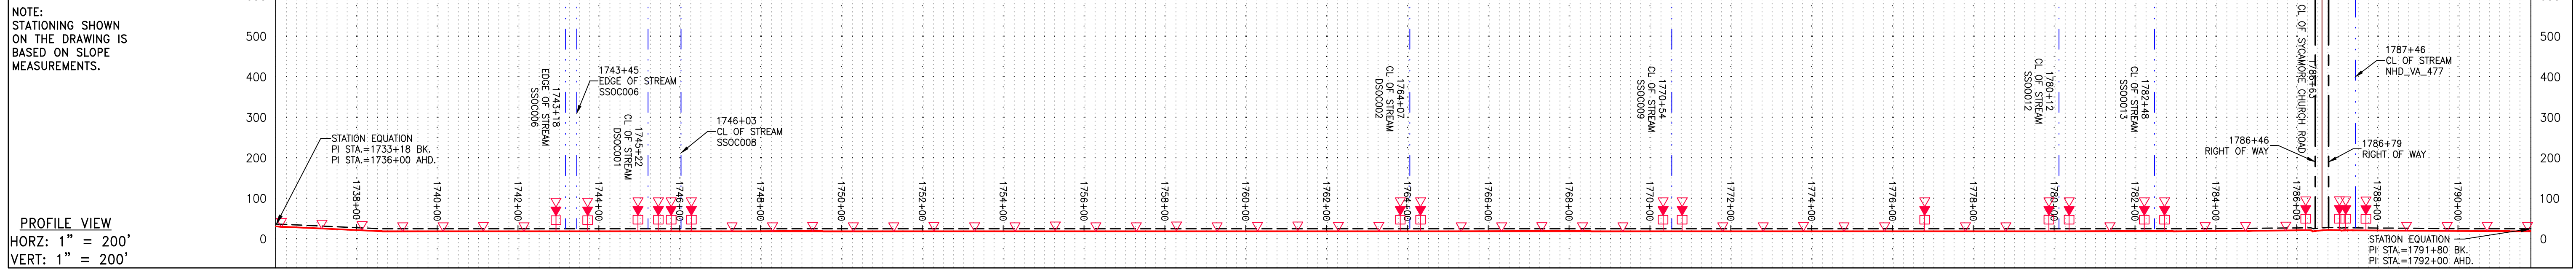 NOTE:
STATIONING SHOWN
ON THE DRAWING IS
BASED ON SLOPE
MEASUREMENTS.
PROFILE VIEW
HORZ: 1" = 200'
VERT: 1" = 200'
500
400
300
200
100
0
STATION EQUATION
PI STA.=1733+18 BK.
PI STA.=1736+00 AHD.
1738+00
1740+00
1742+00
1743+18
EDGE OF STREAM
SSOC006
1743+45
EDGE OF STREAM
SSOC006
1744+00
1745+22
CL OF STREAM
DSOC001
1746+00
1746+03
CL OF STREAM
SSOC008
1748+00
1750+00
1752+00
1754+00
1756+00
1758+00
1760+00
1762+00
1764+00
1764+07
CL OF STREAM
DSOC002
1766+00
1768+00
1770+00
1770+54
CL OF STREAM
SSOC009
1772+00
1774+00
1776+00
1778+00
1780+00
1780+12
CL OF STREAM
SSO0012
1782+00
1782+48
CL OF STREAM
SSO0013
1784+00
1786+00
1786+46
RIGHT OF WAY
1786+63
CL OF SYCAMORE CHURCH ROAD
1786+79
RIGHT OF WAY
1787+46
CL OF STREAM
NHD_VA_477
1788+00
1790+00
STATION EQUATION
PI STA.=1791+80 BK.
PI STA.=1792+00 AHD.
500
400
300
200
100
0